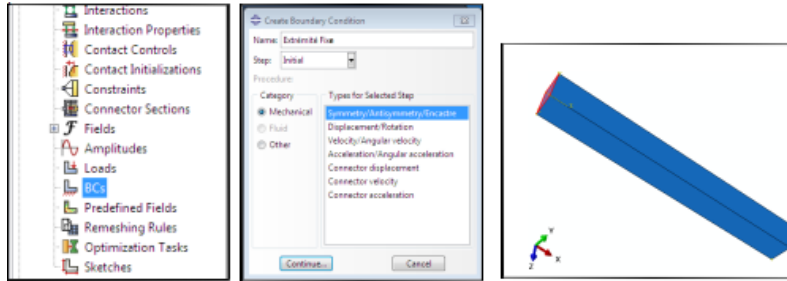 Interactions
Interaction Properties
Contact Controls
Contact Initializations
Constraints
Connector Sections
Fields
Amplitudes
Loads
BCs
Predefined Fields
Remeshing Rules
Optimization Tasks
Sketches
Create Boundary Condition
Name: Extrémité Fixe
Step: Initial
Procedure:
Category
Mechanical
Fluid
Other
Types for Selected Step
Symmetry/Antisymmetry/Encastre
Displacement/Rotation
Velocity/Angular velocity
Acceleration/Angular acceleration
Connector displacement
Connector velocity
Connector acceleration
Continue...
Cancel
Y
Z
X